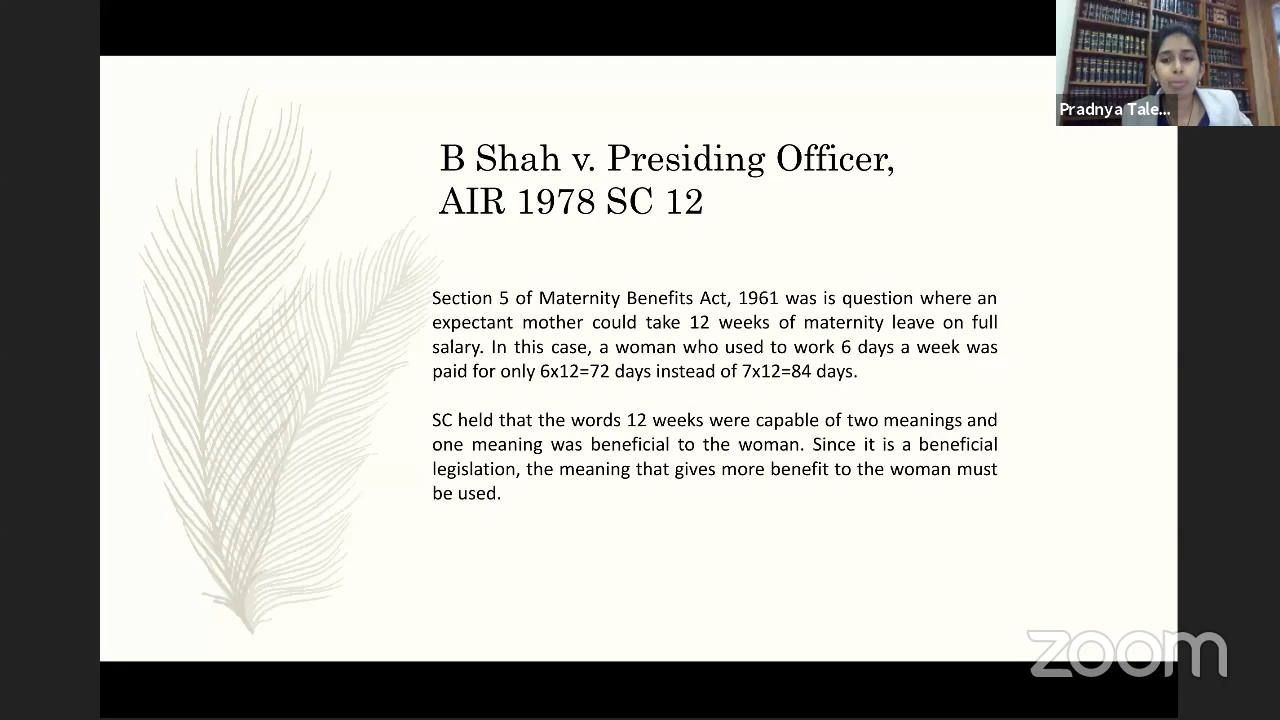 Pradnya Tale...
B Shah v. Presiding Officer,
AIR 1978 SC 12
Section 5 of Maternity Benefits Act, 1961 was is question where an
expectant mother could take 12 weeks of maternity leave on full
salary. In this case, a woman who used to work 6 days a week was
paid for only 6x12=72 days instead of 7x12=84 days.
SC held that the words 12 weeks were capable of two meanings and
one meaning was beneficial to the woman. Since it is a beneficial
legislation, the meaning that gives more benefit to the woman must
be used.
zoom